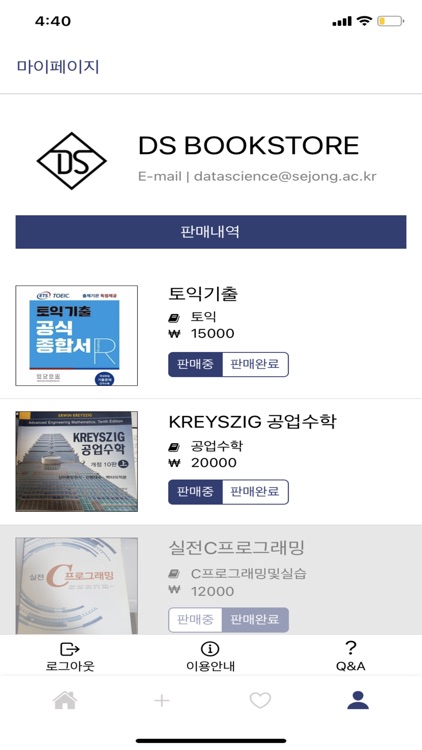 4:40
마이페이지
DS
DS BOOKSTORE
E-mail | datascience@sejong.ac.kr
판매내역
토익기출
토익
₩ 15000
판매중 판매완료
ETS TOEIC 출제기관 독점제공
토익기출
공식
종합서
R
KREYSZIG 공업수학
공업수학
₩ 20000
판매중 판매완료
ERWIN KREYSZIG
Advanced Engineering Mathematics, Tenth Edition
KREYSZIG
공업수학
개정 10판 上
실전C프로그래밍
C프로그래밍및실습
₩ 12000
판매중 판매완료
실전 C프로그래밍
로그아웃
이용안내
Q&A